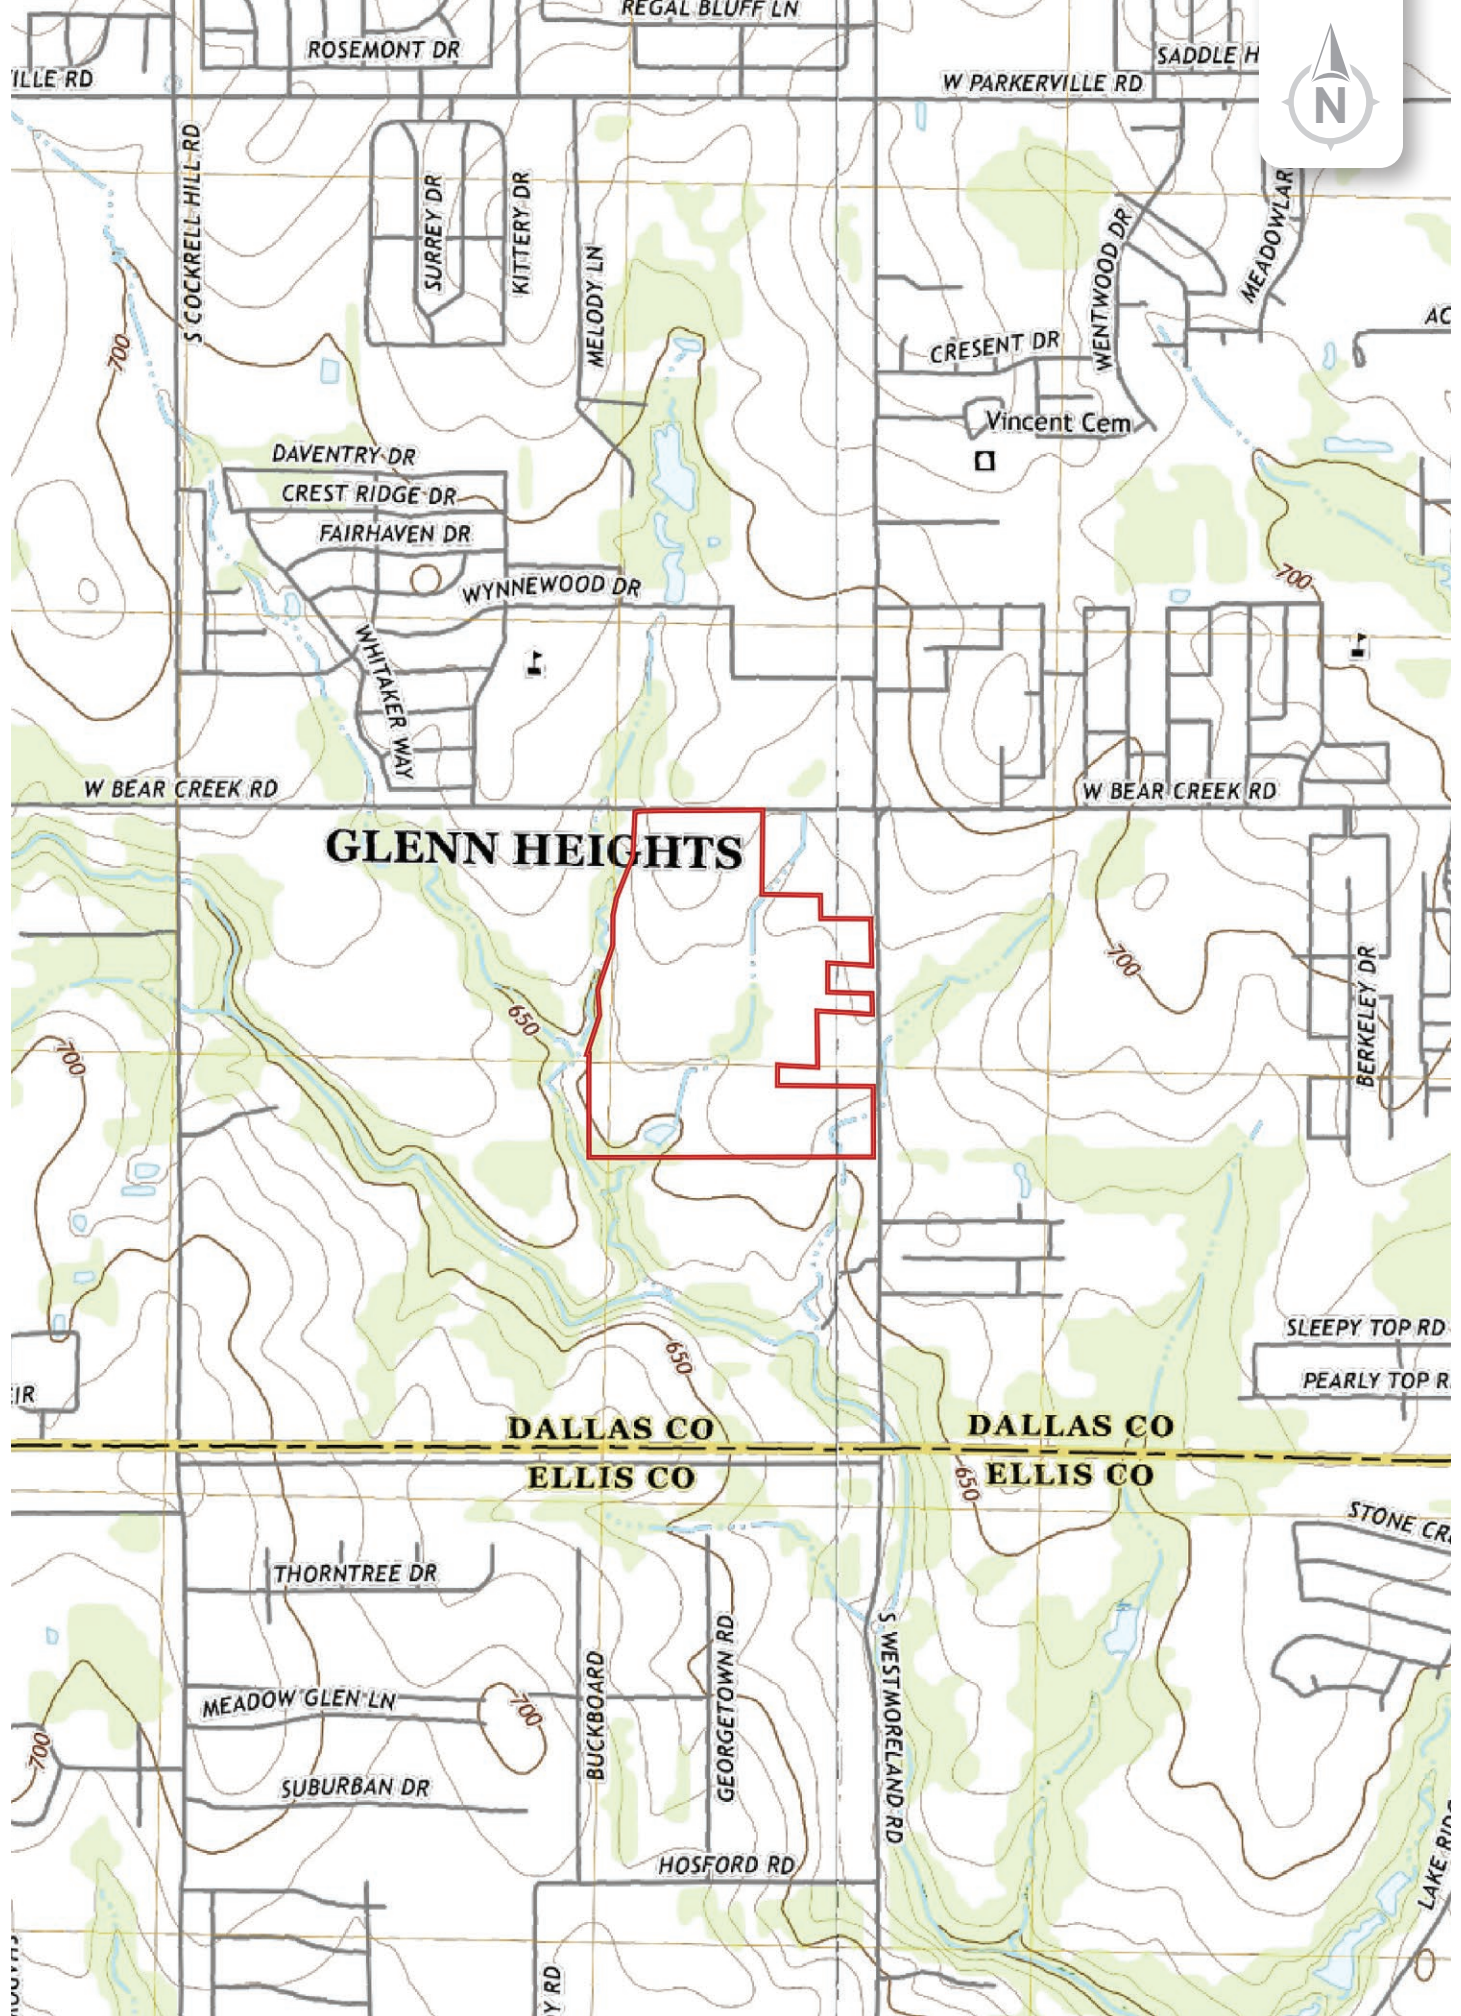 REGAL BLUFF LN
ROSEMONT DR
SADDLE H
ILLE RD
W PARKERVILLE RD
N
S COCKRELL HILL RD
SURREY DR
KITTERY DR
MELODY LN
WENTWOOD DR
MEADOWLAR
AC
700
CRESENT DR
Vincent Cem
DAVENTRY DR
CREST RIDGE DR
FAIRHAVEN DR
WYNNEWOOD DR
700
WHITAKER WAY
W BEAR CREEK RD
W BEAR CREEK RD
GLENN HEIGHTS
700
650
BERKELEY DR
700
SLEEPY TOP RD
650
PEARLY TOP R
IR
DALLAS CO
DALLAS CO
ELLIS CO
ELLIS CO
650
STONE CR
THORNTREE DR
S WESTMORELAND RD
BUCKBOARD
GEORGETOWN RD
MEADOW GLEN LN
700
700
SUBURBAN DR
HOSFORD RD
LAKE RID
Y RD